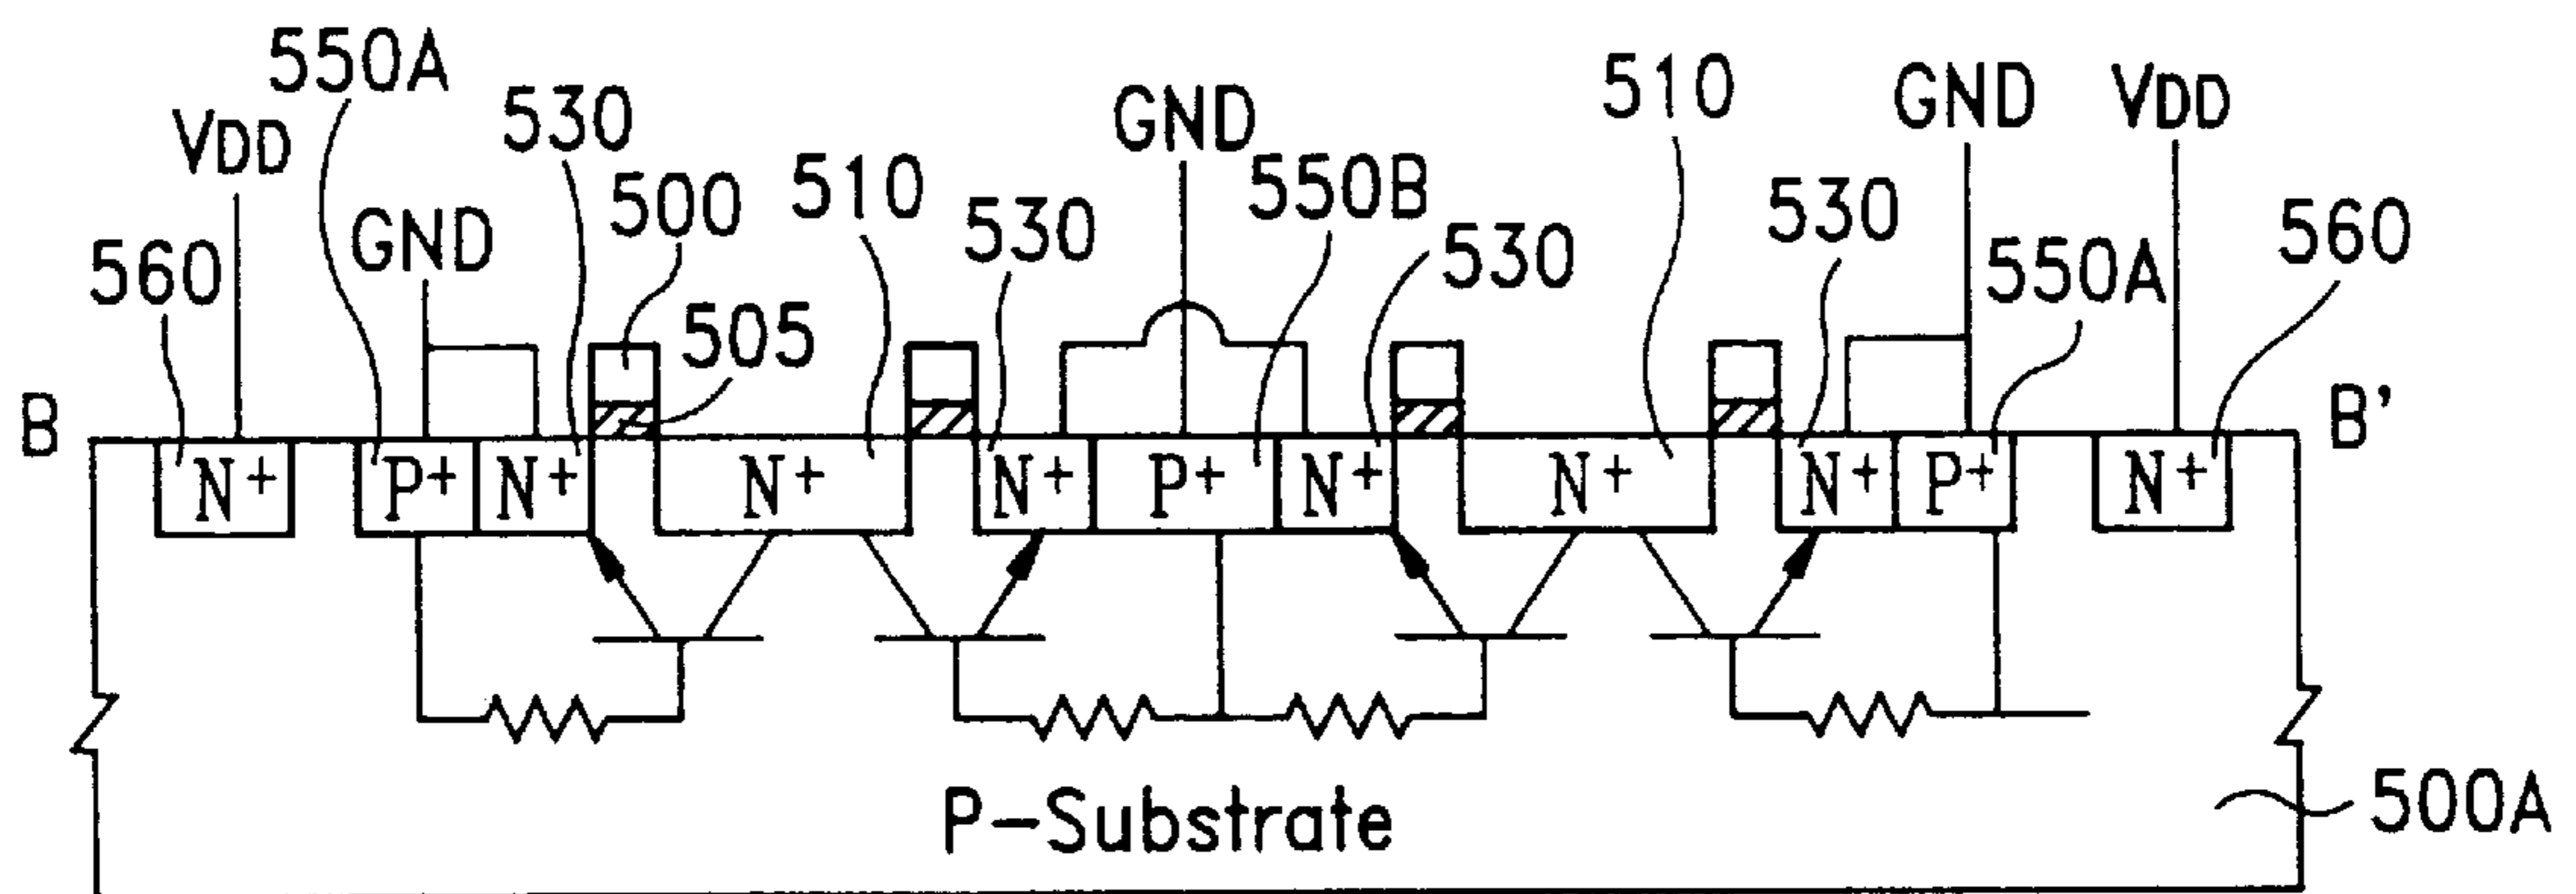 550A
530
510
GND
VDD
GND
VDD
500
510
530
550B
530
530
560
GND
560
550A
505
B
B'
N+
P+
N+
N+
N+
P+
N+
N+
N+
P+
N+
P-Substrate
500A